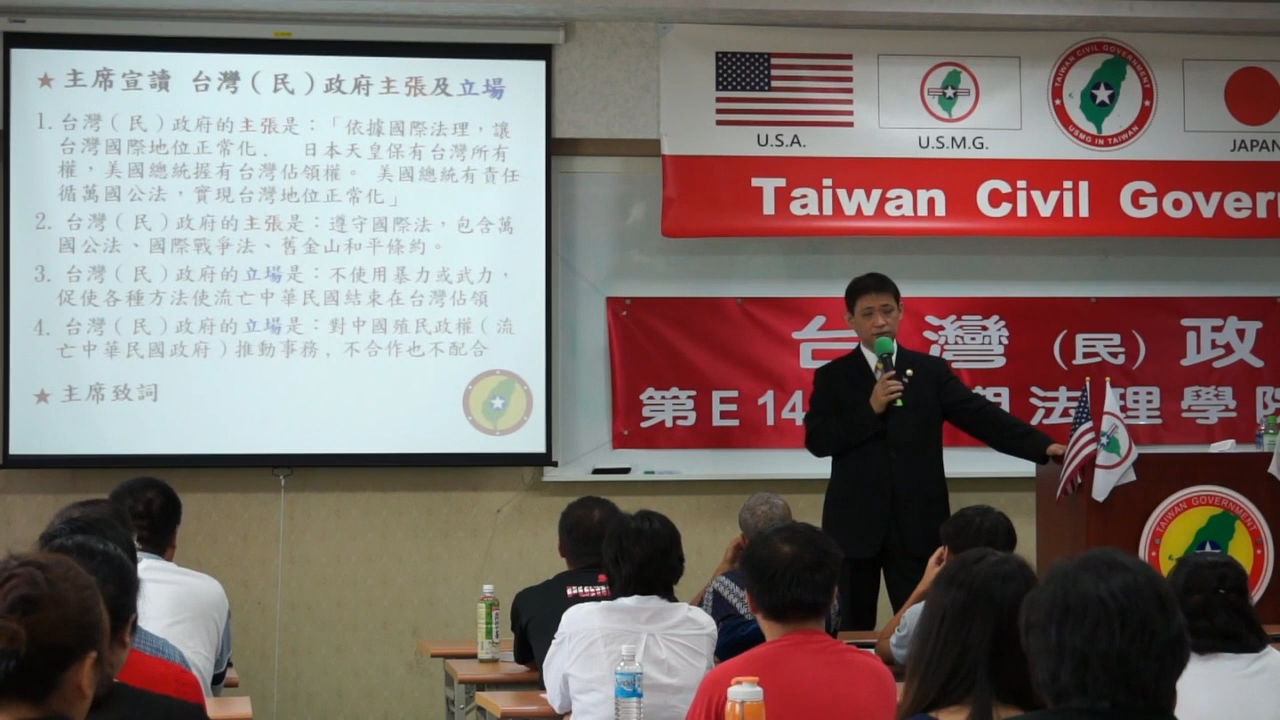 ★ 主席宣讀 台灣(民)政府主張及立場
1. 台灣(民)政府的主張是:「依據國際法理,讓
台灣國際地位正常化. 日本天皇保有台灣所有
權,美國總統握有台灣佔領權。 美國總統有責任
循萬國公法,實現台灣地位正常化」
2. 台灣(民)政府的主張是:遵守國際法,包含萬
國公法、國際戰爭法、舊金山和平條約。
3. 台灣(民)政府的立場是:不使用暴力或武力,
促使各種方法使流亡中華民國結束在台灣佔領
4. 台灣(民)政府的立場是:對中國殖民政權(流
亡中華民國政府)推動事務,不合作也不配合
★ 主席致詞
U.S.A.
U.S.M.G.
TAIWAN CIVIL GOVERNMENT
USMG IN TAIWAN
JAPAN
Taiwan Civil Gover
台灣(民)政
第E14
法理學院
TAIWAN GOVERNMENT